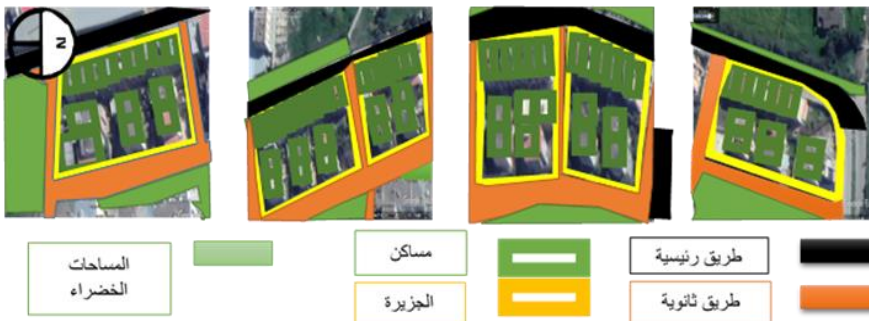 N
طريق رئيسية
مساكن
المساحات
الخضراء
طريق ثانوية
الجزيرة